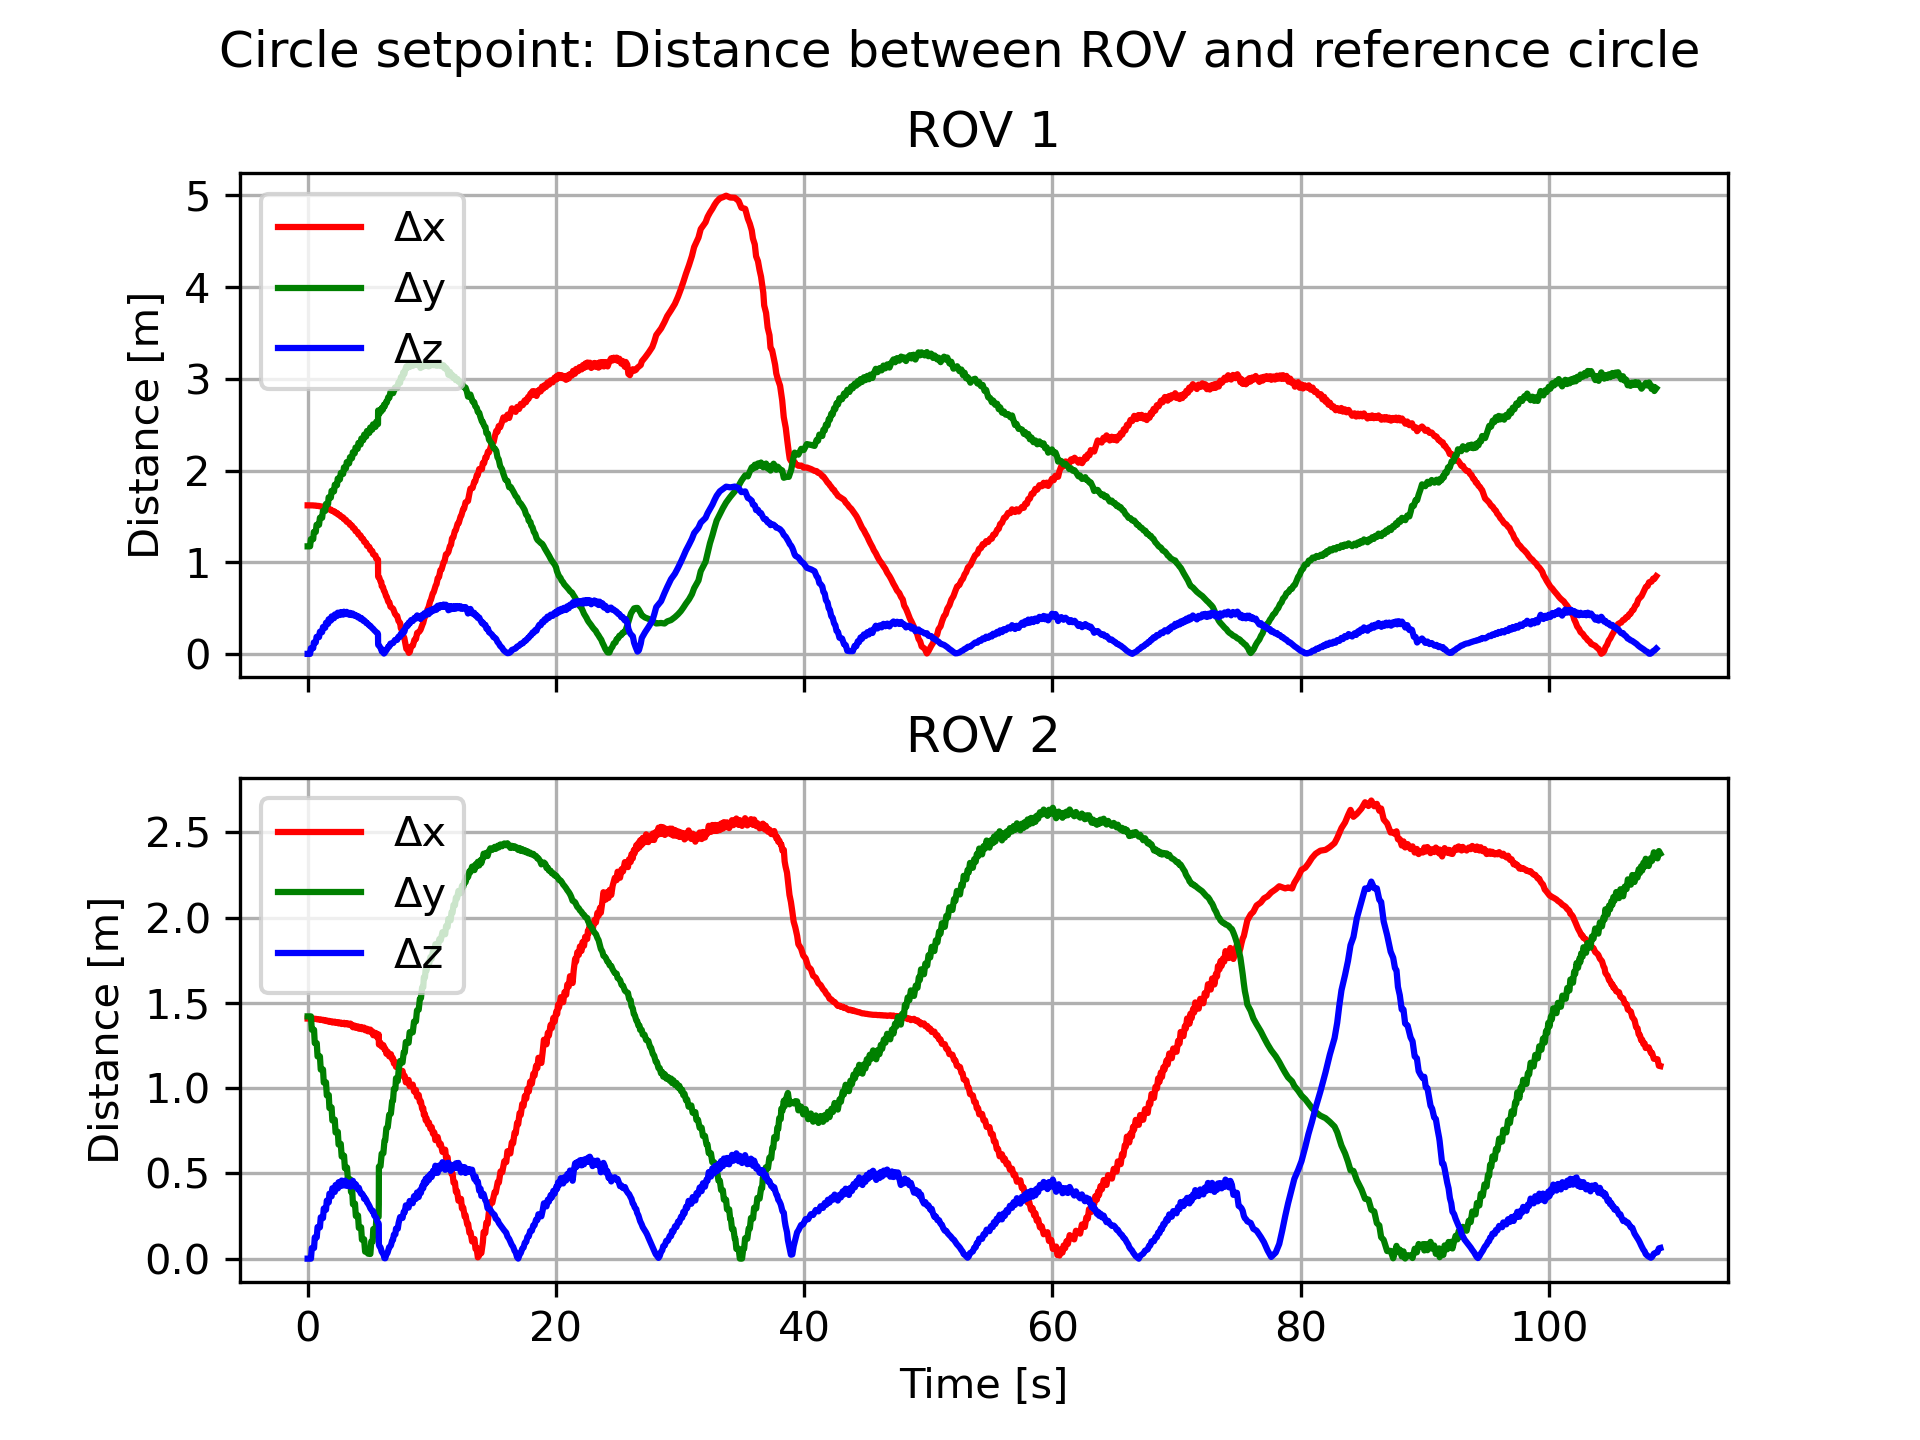 Circle setpoint: Distance between ROV and reference circle
ROV 1
5
4
3
2
1
0
Distance [m]
Δx
Δy
Δz
ROV 2
2.5
2.0
1.5
1.0
0.5
0.0
Distance [m]
Δx
Δy
Δz
0 20 40 60 80 100
Time [s]